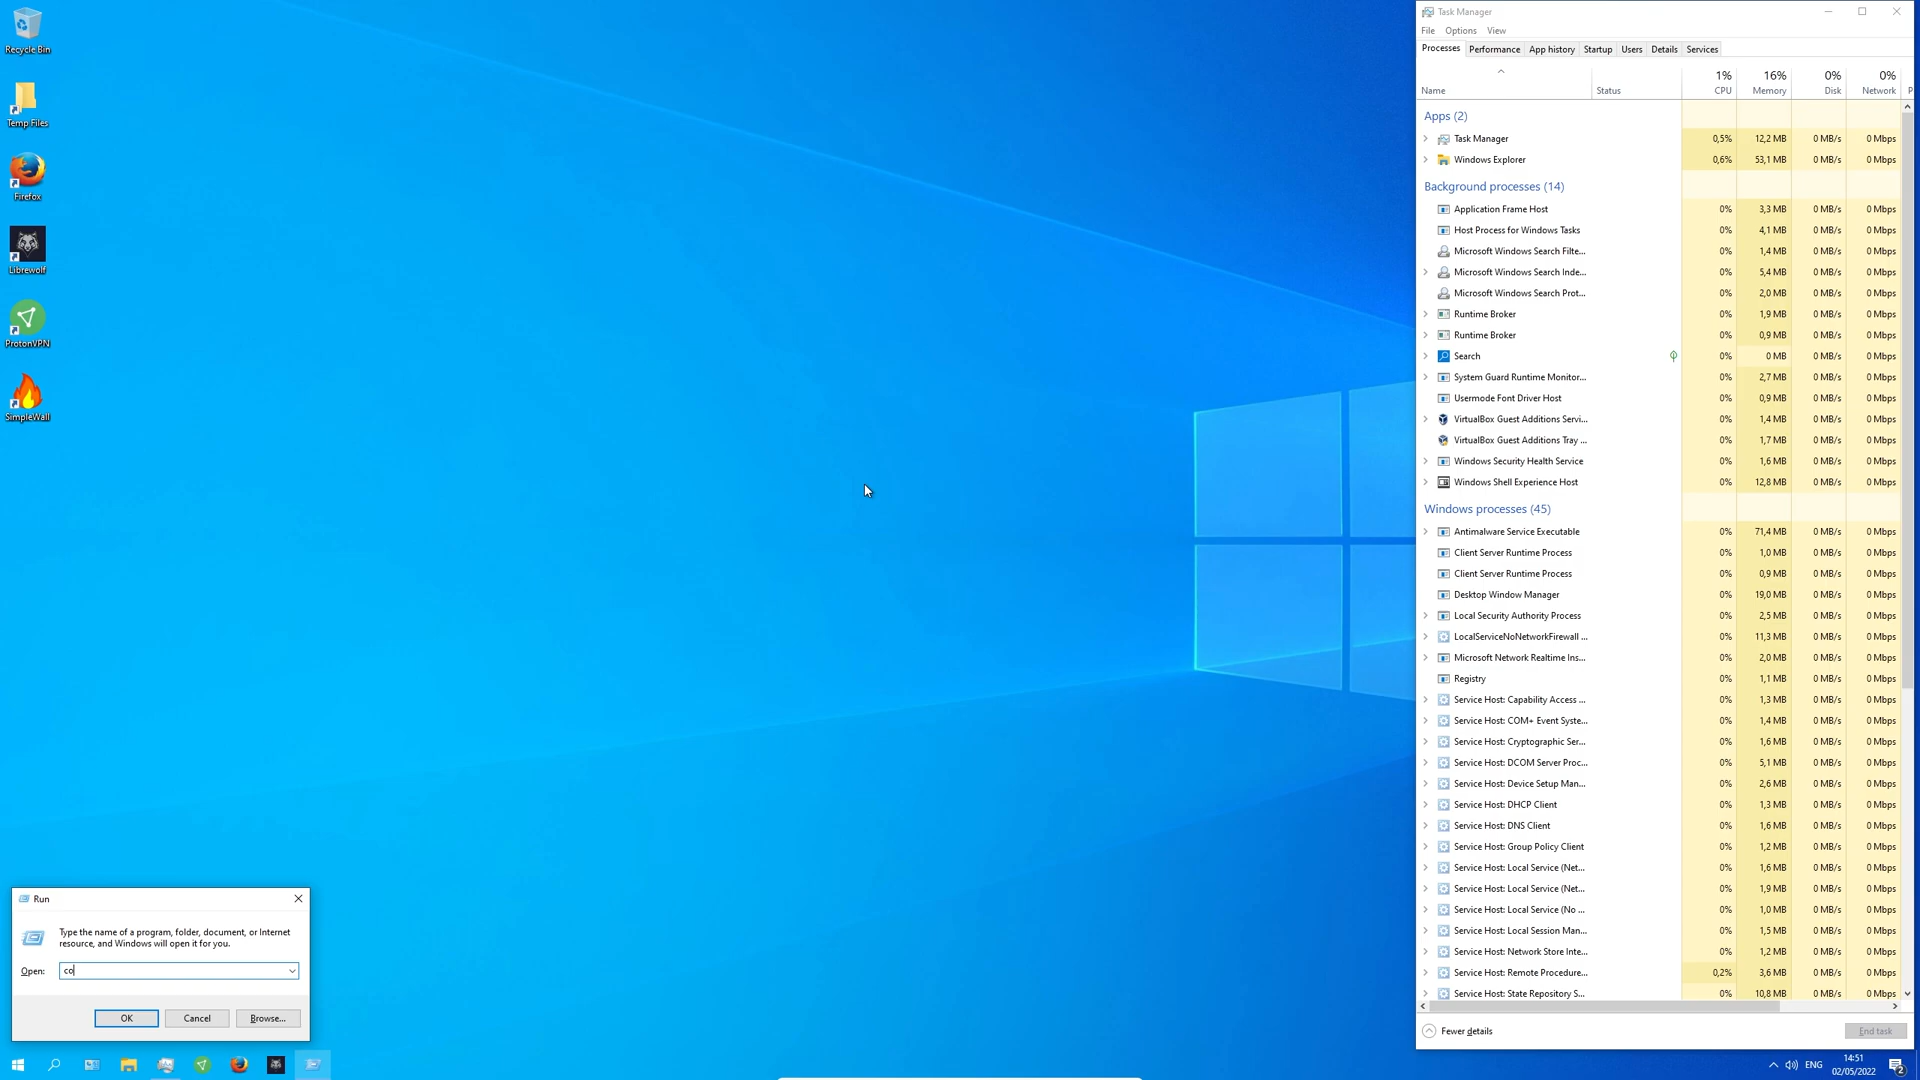 Recycle Bin
Temp Files
Firefox
Librewolf
ProtonVPN
SimpleWall
Run
Type the name of a program, folder, document, or Internet
resource, and Windows will open it for you.
Open: co
OK Cancel Browse...
Task Manager
File Options View
Processes Performance App history Startup Users Details Services
1% 16% 0% 0%
Name Status CPU Memory Disk Network P
Apps (2)
Task Manager 0,5% 12,2 MB 0 MB/s 0 Mbps
Windows Explorer 0,6% 53,1 MB 0 MB/s 0 Mbps
Background processes (14)
Application Frame Host 0% 3,3 MB 0 MB/s 0 Mbps
Host Process for Windows Tasks 0% 4,1 MB 0 MB/s 0 Mbps
Microsoft Windows Search Filte... 0% 1,4 MB 0 MB/s 0 Mbps
Microsoft Windows Search Inde... 0% 5,4 MB 0 MB/s 0 Mbps
Microsoft Windows Search Prot... 0% 2,0 MB 0 MB/s 0 Mbps
Runtime Broker 0% 1,9 MB 0 MB/s 0 Mbps
Runtime Broker 0% 0,9 MB 0 MB/s 0 Mbps
Search 0% 0 MB 0 MB/s 0 Mbps
System Guard Runtime Monitor... 0% 2,7 MB 0 MB/s 0 Mbps
Usermode Font Driver Host 0% 0,9 MB 0 MB/s 0 Mbps
VirtualBox Guest Additions Servi... 0% 1,4 MB 0 MB/s 0 Mbps
VirtualBox Guest Additions Tray ... 0% 1,7 MB 0 MB/s 0 Mbps
Windows Security Health Service 0% 1,6 MB 0 MB/s 0 Mbps
Windows Shell Experience Host 0% 12,8 MB 0 MB/s 0 Mbps
Windows processes (45)
Antimalware Service Executable 0% 71,4 MB 0 MB/s 0 Mbps
Client Server Runtime Process 0% 1,0 MB 0 MB/s 0 Mbps
Client Server Runtime Process 0% 0,9 MB 0 MB/s 0 Mbps
Desktop Window Manager 0% 19,0 MB 0 MB/s 0 Mbps
Local Security Authority Process 0% 2,5 MB 0 MB/s 0 Mbps
LocalServiceNoNetworkFirewall ... 0% 11,3 MB 0 MB/s 0 Mbps
Microsoft Network Realtime Ins... 0% 2,0 MB 0 MB/s 0 Mbps
Registry 0% 1,1 MB 0 MB/s 0 Mbps
Service Host: Capability Access ... 0% 1,3 MB 0 MB/s 0 Mbps
Service Host: COM+ Event Syste... 0% 1,4 MB 0 MB/s 0 Mbps
Service Host: Cryptographic Ser... 0% 1,6 MB 0 MB/s 0 Mbps
Service Host: DCOM Server Proc... 0% 5,1 MB 0 MB/s 0 Mbps
Service Host: Device Setup Man... 0% 2,6 MB 0 MB/s 0 Mbps
Service Host: DHCP Client 0% 1,3 MB 0 MB/s 0 Mbps
Service Host: DNS Client 0% 1,6 MB 0 MB/s 0 Mbps
Service Host: Group Policy Client 0% 1,2 MB 0 MB/s 0 Mbps
Service Host: Local Service (Net... 0% 1,6 MB 0 MB/s 0 Mbps
Service Host: Local Service (Net... 0% 1,9 MB 0 MB/s 0 Mbps
Service Host: Local Service (No ... 0% 1,0 MB 0 MB/s 0 Mbps
Service Host: Local Session Man... 0% 1,5 MB 0 MB/s 0 Mbps
Service Host: Network Store Inte... 0% 1,2 MB 0 MB/s 0 Mbps
Service Host: Remote Procedure... 0,2% 3,6 MB 0 MB/s 0 Mbps
Service Host: State Repository S... 0% 10,8 MB 0 MB/s 0 Mbps
Fewer details End task
ENG
14:51
02/05/2022
2